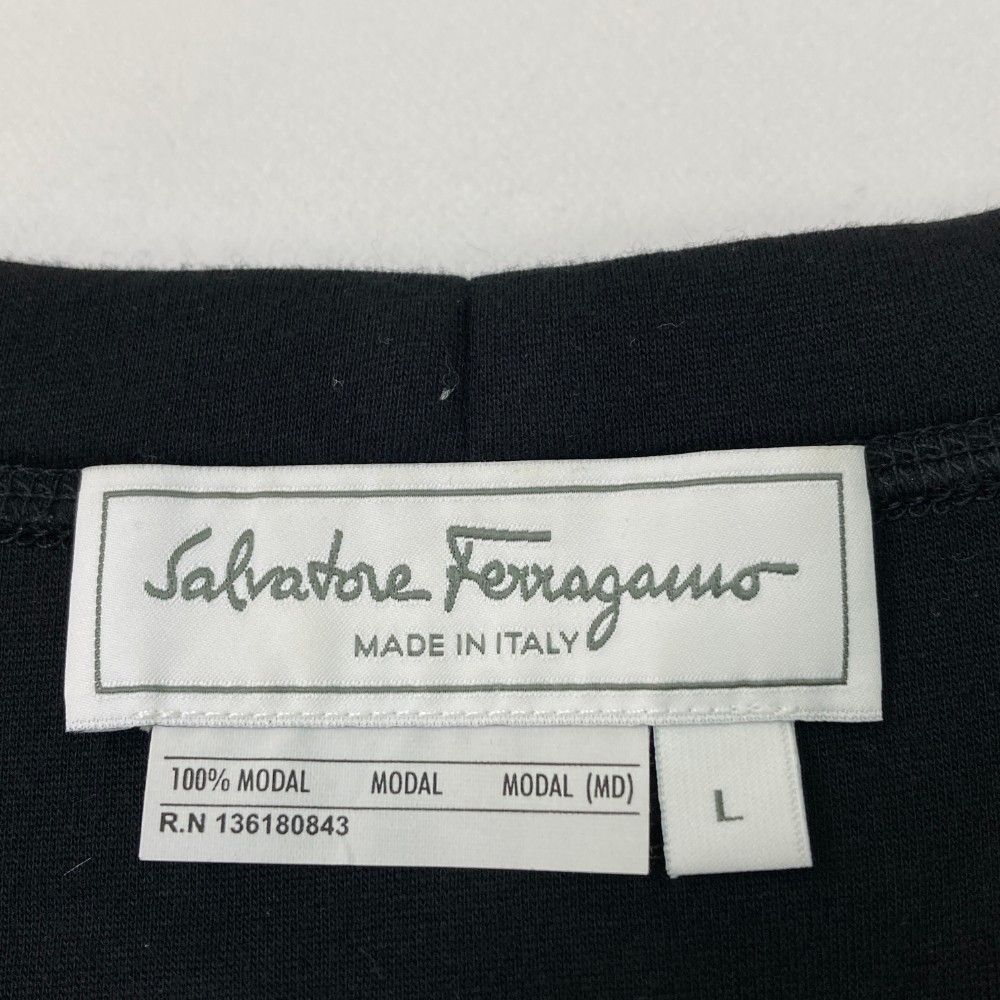 Salvatore Ferragamo
MADE IN ITALY
100% MODAL MODAL MODAL (MD)
R.N 136180843
L